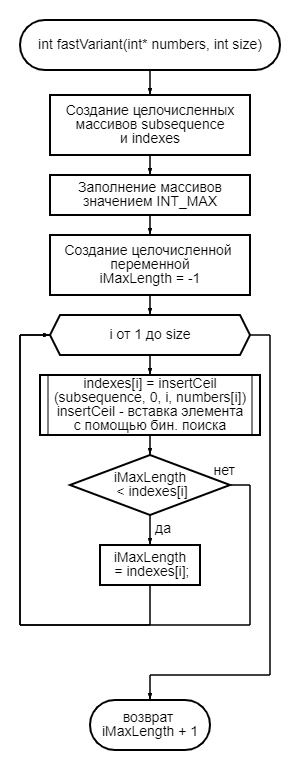 int fastVariant(int* numbers, int size)
Создание целочисленных
массивов subsequence
и indexes
Заполнение массивов
значением INT_MAX
Создание целочисленной
переменной
iMaxLength = -1
i от 1 до size
indexes[i] = insertCeil
(subsequence, 0, i, numbers[i])
insertCeil - вставка элемента
с помощью бин. поиска
iMaxLength
< indexes[i]
нет
да
iMaxLength
= indexes[i];
возврат
iMaxLength + 1